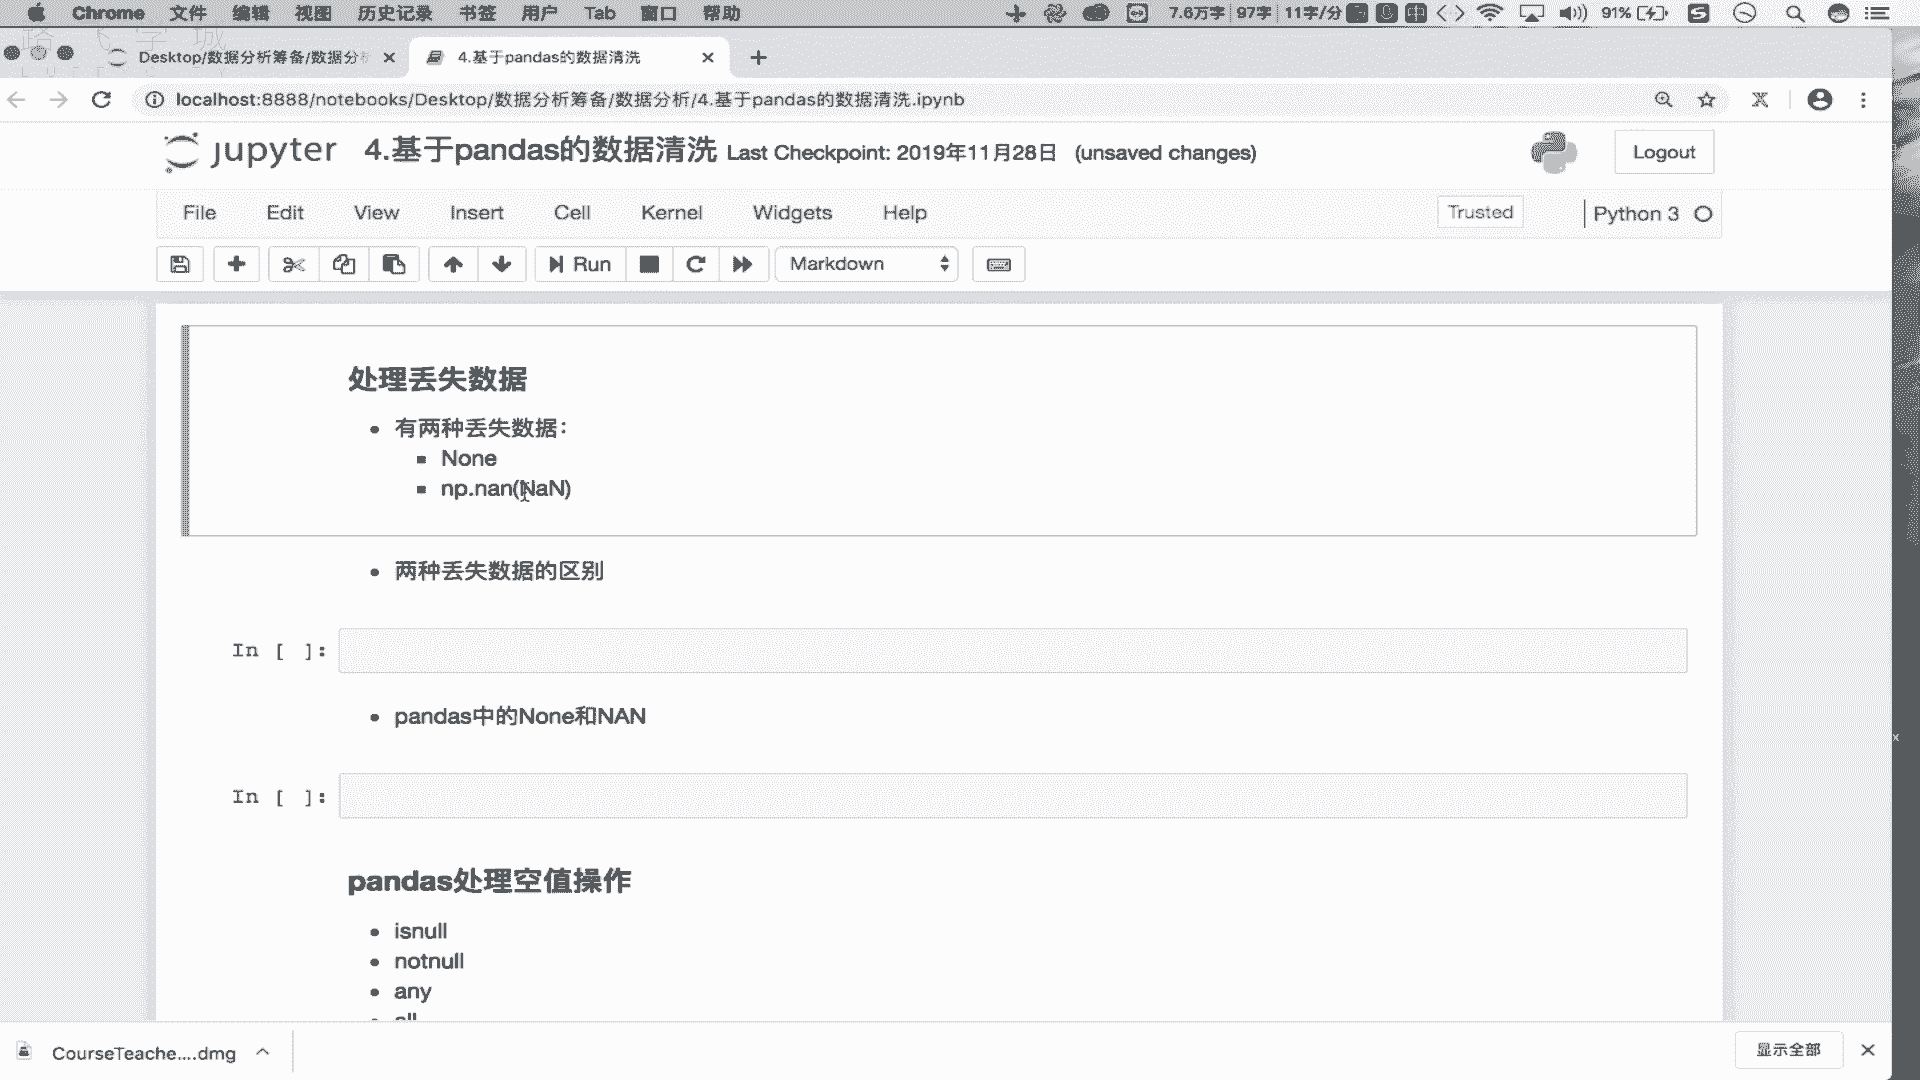 Chrome 文件 编辑 视图 历史记录 书签 用户 Tab 窗口 帮助 7.6万字 97字 11字/分 中 91%
Desktop/数据分析筹备/数据分 4.基于pandas的数据清洗
localhost:8888/notebooks/Desktop/数据分析筹备/数据分析/4.基于pandas的数据清洗.ipynb
jupyter 4.基于pandas的数据清洗 Last Checkpoint: 2019年11月28日 (unsaved changes) Logout
File Edit View Insert Cell Kernel Widgets Help Trusted Python 3
Run Markdown
处理丢失数据
有两种丢失数据：
None
np.nan(NaN)
两种丢失数据的区别
In [ ]:
pandas中的None和NAN
In [ ]:
pandas处理空值操作
isnull
notnull
any
all
CourseTeache....dmg 显示全部